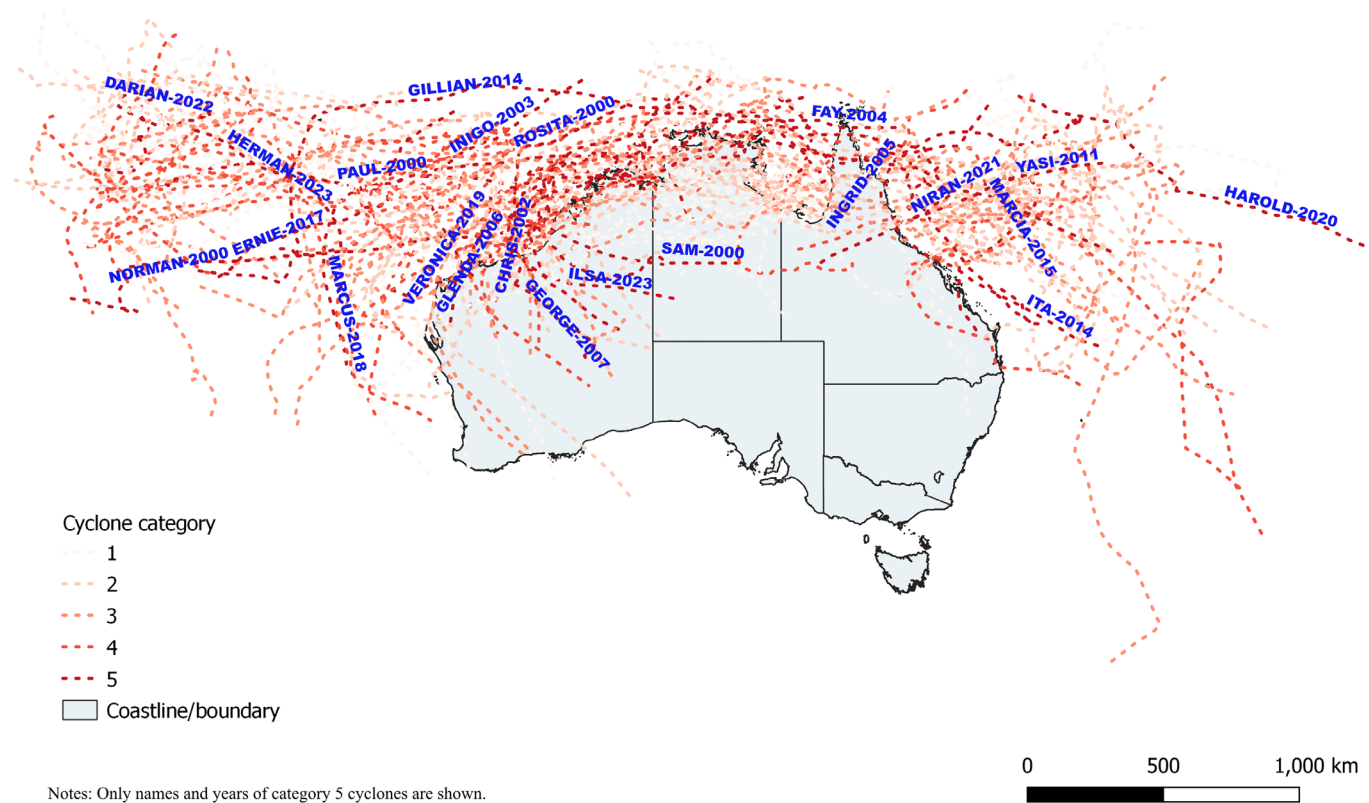 DARIAN-2022
GILLIAN-2014
INIGO-2003
ROSITA-2000
FAY-2004
HERMAN-2023
PAUL-2000
INGRID-2005
NIRAN-2021
YASI-2011
HAROLD-2020
MARCIA-2015
NORMAN-2000 ERNIE-2017
VERONICA-2019
GLENDA-2006
CHRIS-2002
SAM-2000
ILSA-2023
MARCUS-2018
GEORGE-2007
ITA-2014
Cyclone category
1
2
3
4
5
Coastline/boundary
0 500 1,000 km
Notes: Only names and years of category 5 cyclones are shown.